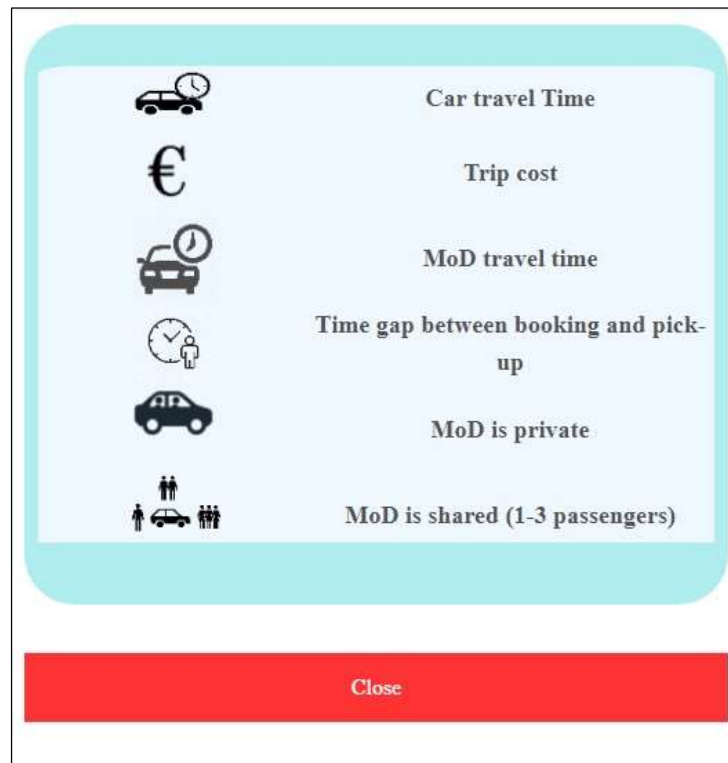 Car travel Time
€
Trip cost
MoD travel time
Time gap between booking and pick-
up
MoD is private
MoD is shared (1-3 passengers)
Close